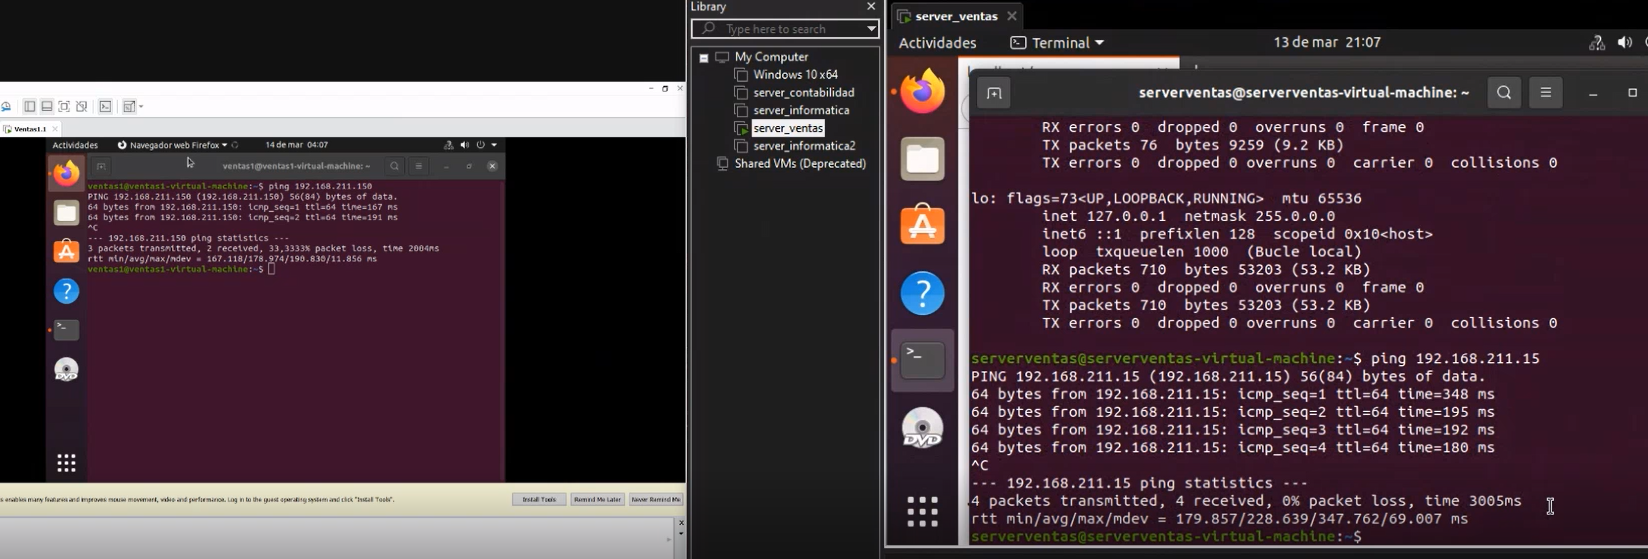 Ventas1.1
Actividades
Navegador web Firefox
14 de mar 04:07
ventas1@ventas1-virtual-machine: ~
ventas1@ventas1-virtual-machine:~$ ping 192.168.211.150
PING 192.168.211.150 (192.168.211.150) 56(84) bytes of data.
64 bytes from 192.168.211.150: icmp_seq=1 ttl=64 time=167 ms
64 bytes from 192.168.211.150: icmp_seq=2 ttl=64 time=191 ms
^C
--- 192.168.211.150 ping statistics ---
3 packets transmitted, 2 received, 33,3333% packet loss, time 2004ms
rtt min/avg/max/mdev = 167.118/178.974/190.830/11.856 ms
ventas1@ventas1-virtual-machine:~$
DVD
s enables many features and improves mouse movement, video and performance. Log in to the guest operating system and click "Install Tools".
Install Tools
Remind Me Later
Never Remind Me
Library
Type here to search
My Computer
Windows 10 x64
server_contabilidad
server_informatica
server_ventas
server_informatica2
Shared VMs (Deprecated)
server_ventas
Actividades
Terminal
13 de mar 21:07
serverventas@serverventas-virtual-machine: ~
RX errors 0 dropped 0 overruns 0 frame 0
TX packets 76 bytes 9259 (9.2 KB)
TX errors 0 dropped 0 overruns 0 carrier 0 collisions 0
lo: flags=73<UP,LOOPBACK,RUNNING> mtu 65536
inet 127.0.0.1 netmask 255.0.0.0
inet6 ::1 prefixlen 128 scopeid 0x10<host>
loop txqueuelen 1000 (Bucle local)
RX packets 710 bytes 53203 (53.2 KB)
RX errors 0 dropped 0 overruns 0 frame 0
TX packets 710 bytes 53203 (53.2 KB)
TX errors 0 dropped 0 overruns 0 carrier 0 collisions 0
serverventas@serverventas-virtual-machine:~$ ping 192.168.211.15
PING 192.168.211.15 (192.168.211.15) 56(84) bytes of data.
64 bytes from 192.168.211.15: icmp_seq=1 ttl=64 time=348 ms
64 bytes from 192.168.211.15: icmp_seq=2 ttl=64 time=195 ms
64 bytes from 192.168.211.15: icmp_seq=3 ttl=64 time=192 ms
64 bytes from 192.168.211.15: icmp_seq=4 ttl=64 time=180 ms
^C
--- 192.168.211.15 ping statistics ---
4 packets transmitted, 4 received, 0% packet loss, time 3005ms
rtt min/avg/max/mdev = 179.857/228.639/347.762/69.007 ms
serverventas@serverventas-virtual-machine:~$
DVD